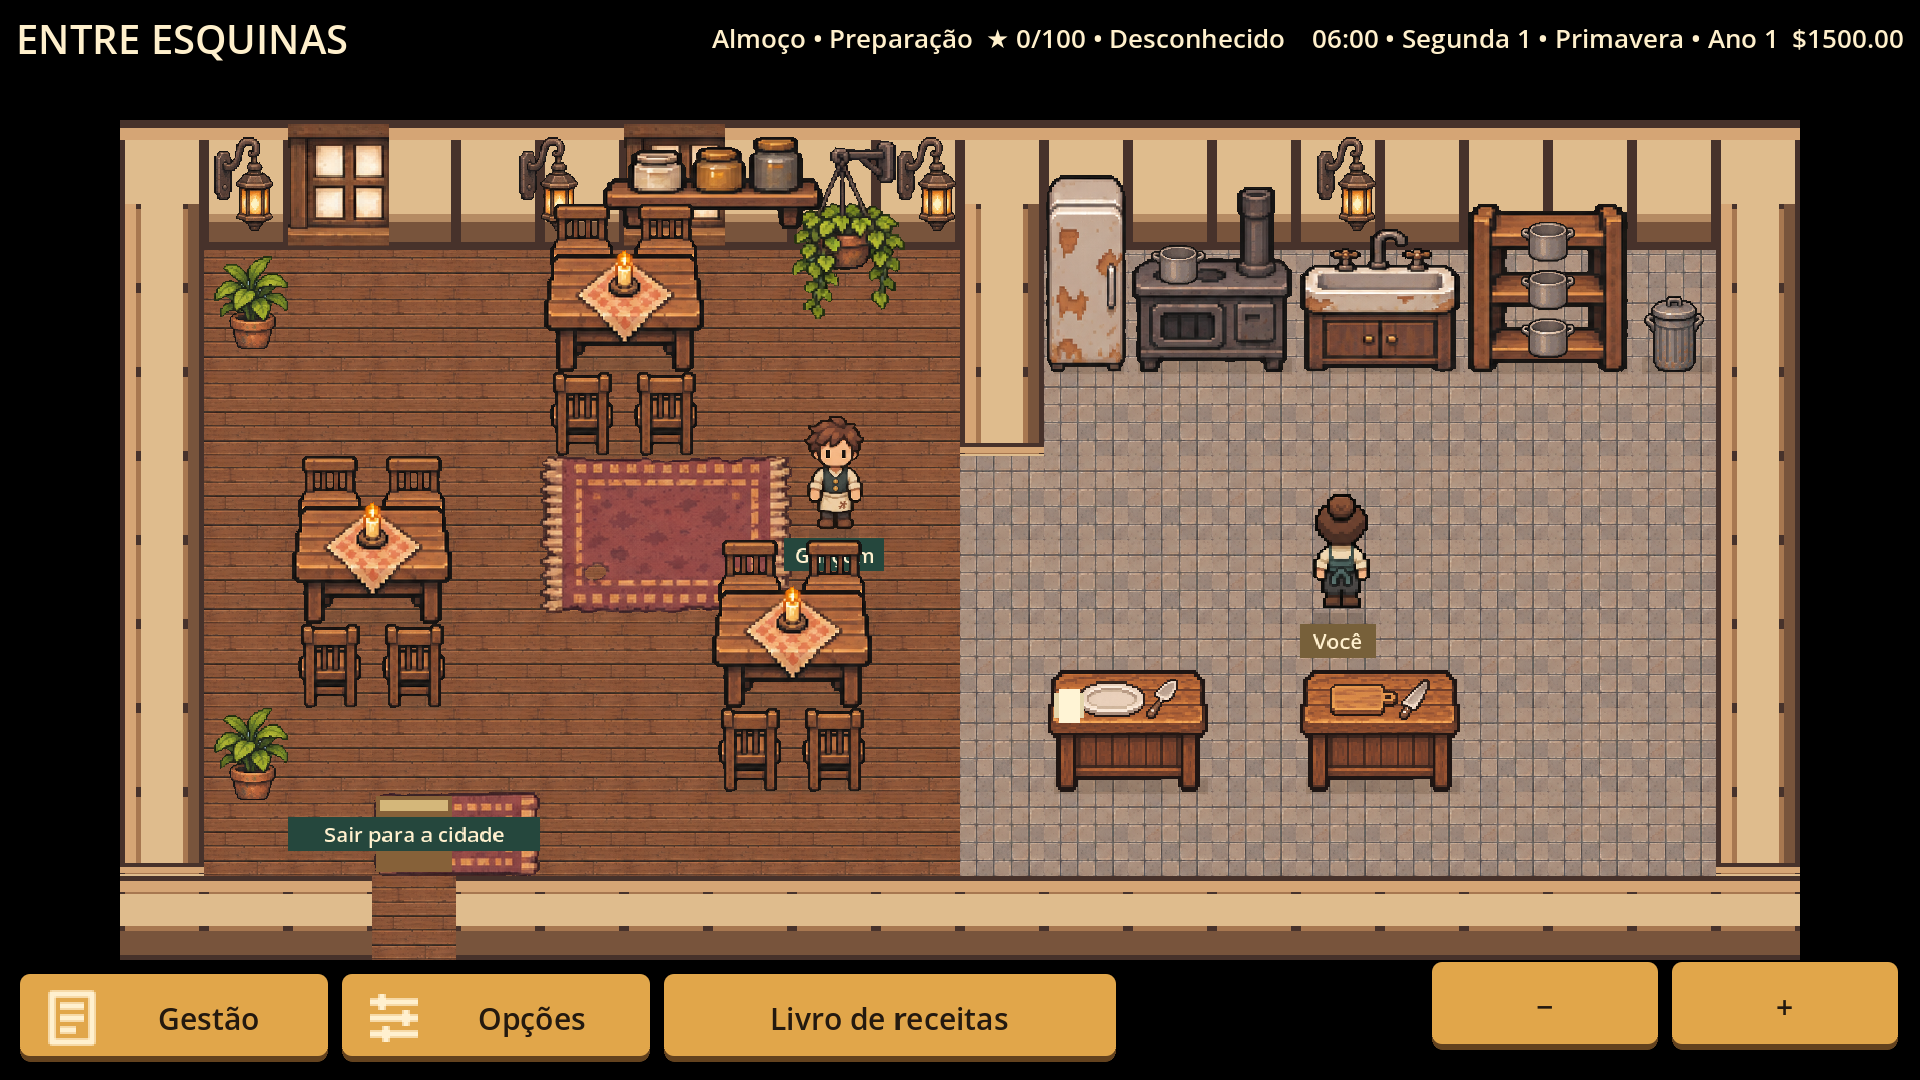 ENTRE ESQUINAS
Almoço • Preparação ★ 0/100 • Desconhecido 06:00 • Segunda 1 • Primavera • Ano 1 $1500.00
Você
Sair para a cidade
Gestão
Opções
Livro de receitas
−
+